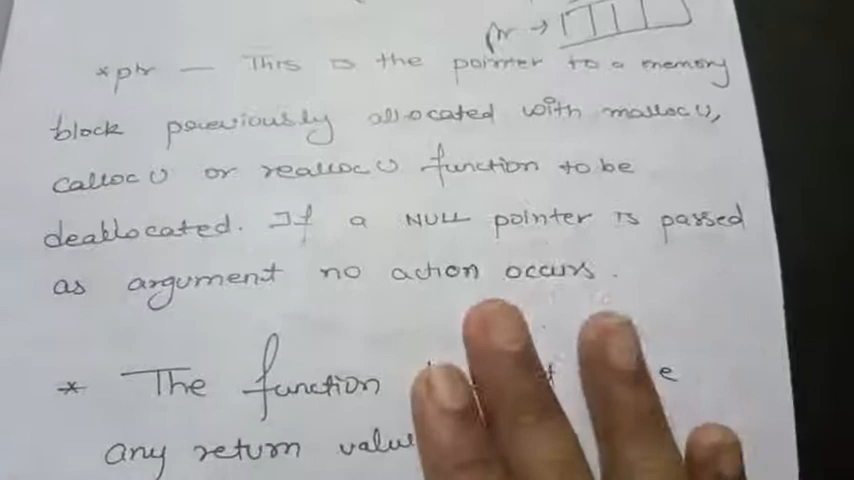 ptr →
*ptr — This is the pointer to a memory
block previously allocated with malloc(),
calloc() or realloc() function to be
deallocated. If a NULL pointer is passed
as argument no action occurs.
* The function
any return value